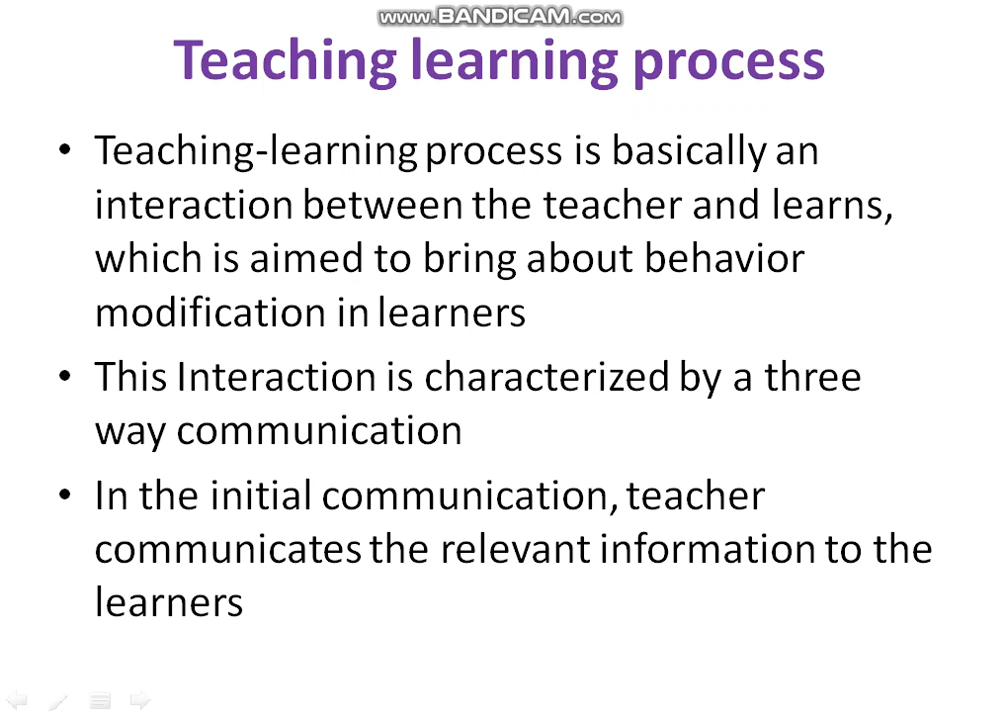 www.BANDICAM.com
Teaching learning process
• Teaching-learning process is basically an
interaction between the teacher and learns,
which is aimed to bring about behavior
modification in learners
• This Interaction is characterized by a three
way communication
• In the initial communication, teacher
communicates the relevant information to the
learners